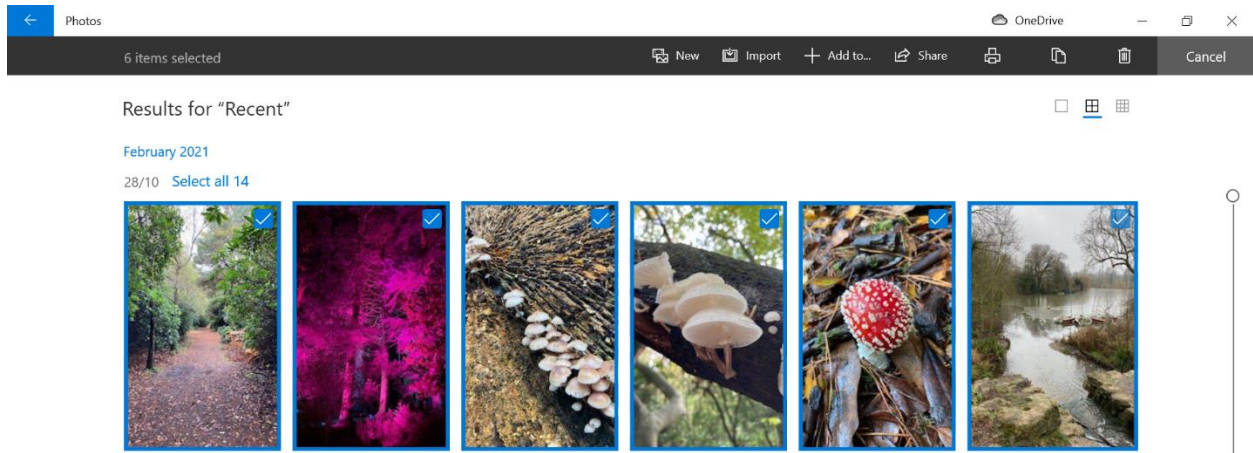 Photos OneDrive
6 items selected New Import Add to... Share Cancel
Results for “Recent”
February 2021
28/10 Select all 14